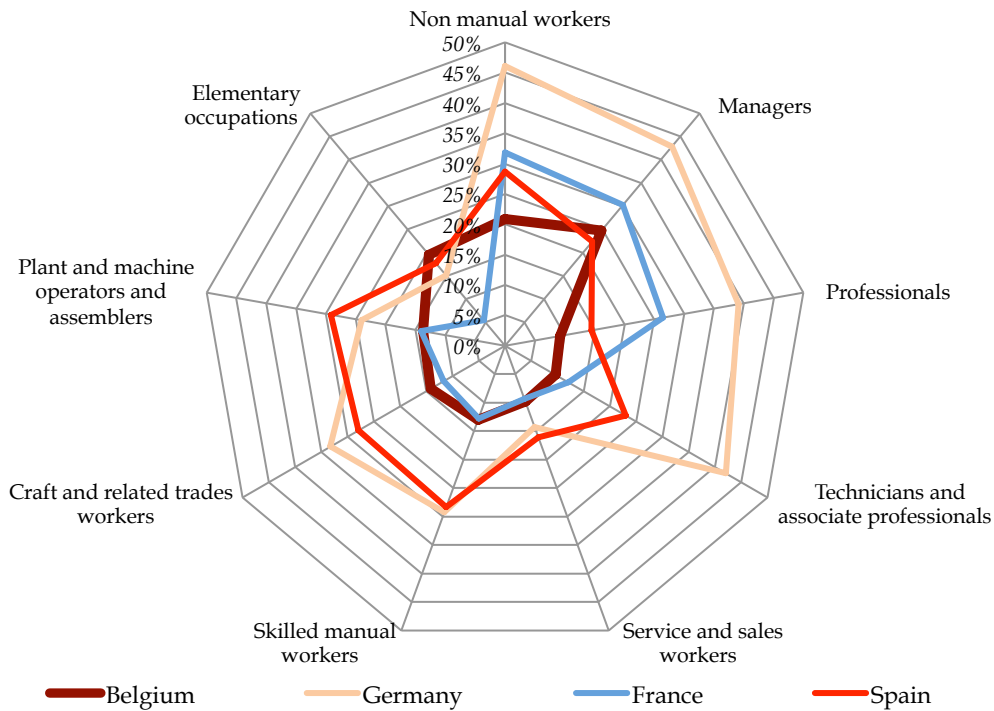 Non manual workers
50%
45%
40%
35%
30%
25%
20%
15%
10%
5%
0%
Managers
Professionals
Technicians and
associate professionals
Service and sales
workers
Skilled manual
workers
Craft and related trades
workers
Plant and machine
operators and
assemblers
Elementary
occupations
Belgium
Germany
France
Spain